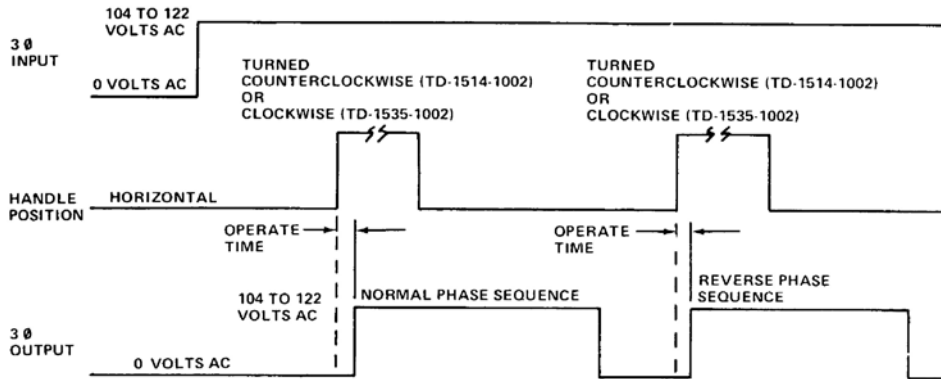 104 TO 122
VOLTS AC
3 Ø
INPUT
0 VOLTS AC
TURNED
COUNTERCLOCKWISE (TD-1514-1002)
OR
CLOCKWISE (TD-1535-1002)
TURNED
COUNTERCLOCKWISE (TD-1514-1002)
OR
CLOCKWISE (TD-1535-1002)
HANDLE
POSITION
HORIZONTAL
OPERATE
TIME
OPERATE
TIME
104 TO 122
VOLTS AC
NORMAL PHASE SEQUENCE
REVERSE PHASE
SEQUENCE
3 Ø
OUTPUT
0 VOLTS AC